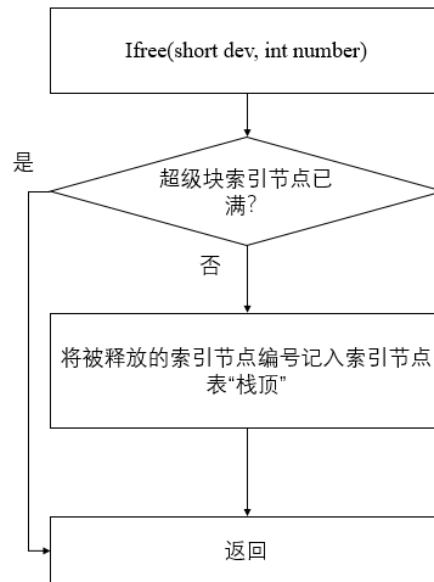 Ifree(short dev, int number)
是
超级块索引节点已
满?
否
将被释放的索引节点编号记入索引节点
表“栈顶”
返回